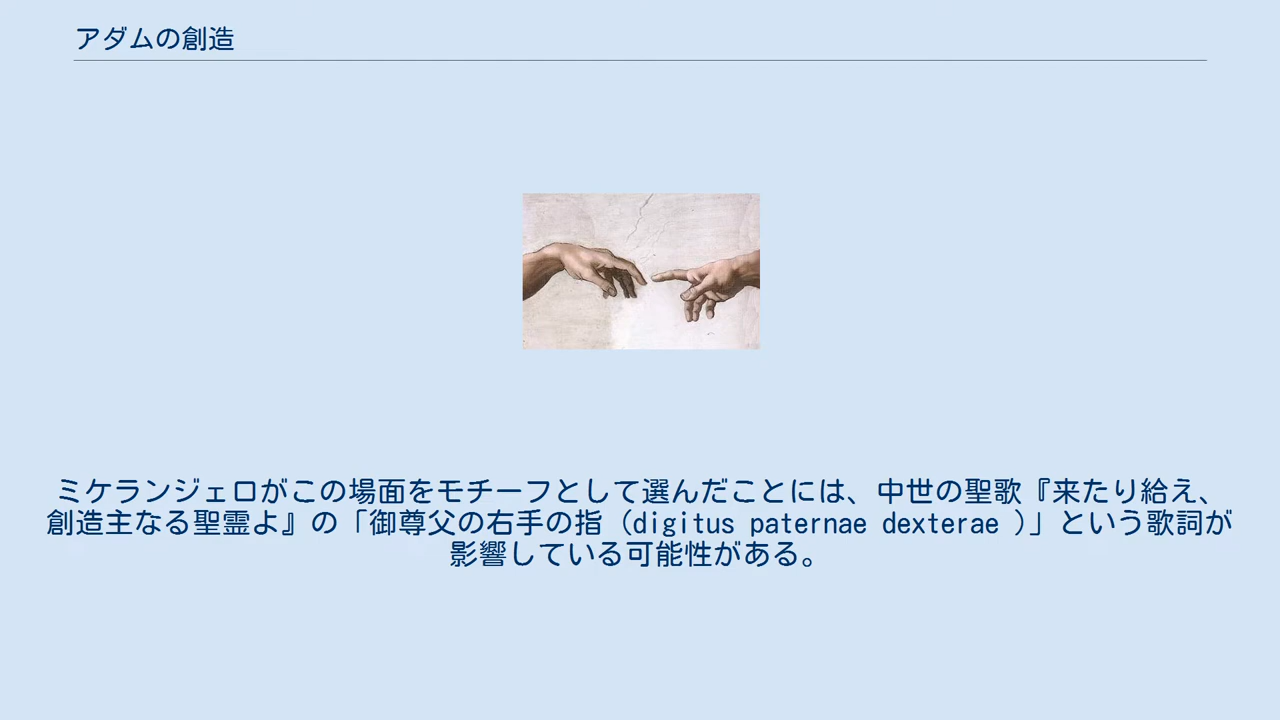 アダムの創造
ミケランジェロがこの場面をモチーフとして選んだことには、中世の聖歌『来たり給え、
創造主なる聖霊よ』の「御尊父の右手の指 (digitus paternae dexterae )」という歌詞が
影響している可能性がある。